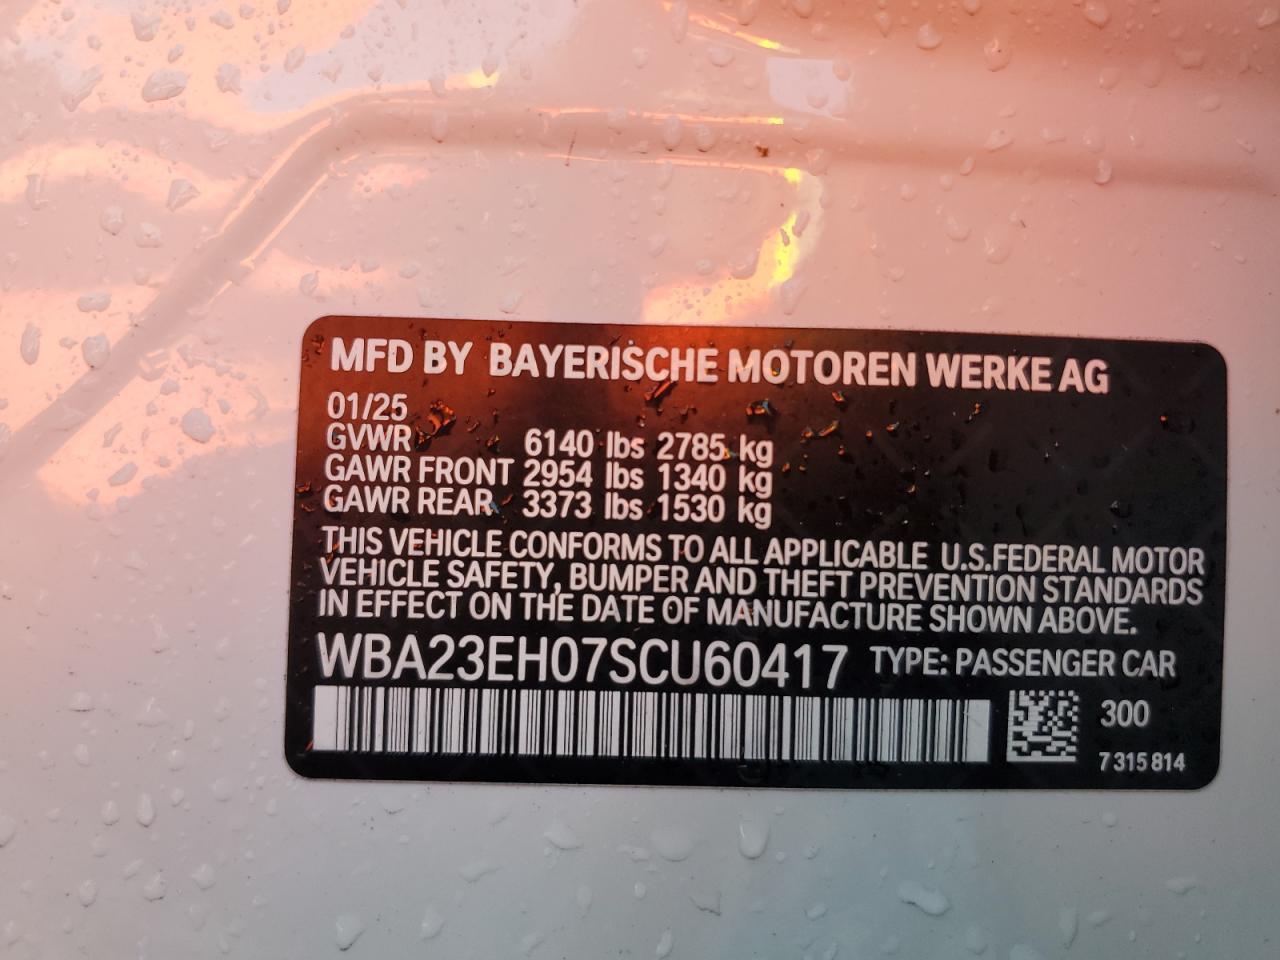 MFD BY BAYERISCHE MOTOREN WERKE AG
01/25
GVWR 6140 lbs 2785 kg
GAWR FRONT 2954 lbs 1340 kg
GAWR REAR 3373 lbs 1530 kg
THIS VEHICLE CONFORMS TO ALL APPLICABLE U.S.FEDERAL MOTOR
VEHICLE SAFETY, BUMPER AND THEFT PREVENTION STANDARDS
IN EFFECT ON THE DATE OF MANUFACTURE SHOWN ABOVE.
WBA23EH07SCU60417 TYPE: PASSENGER CAR
300
7 315 814